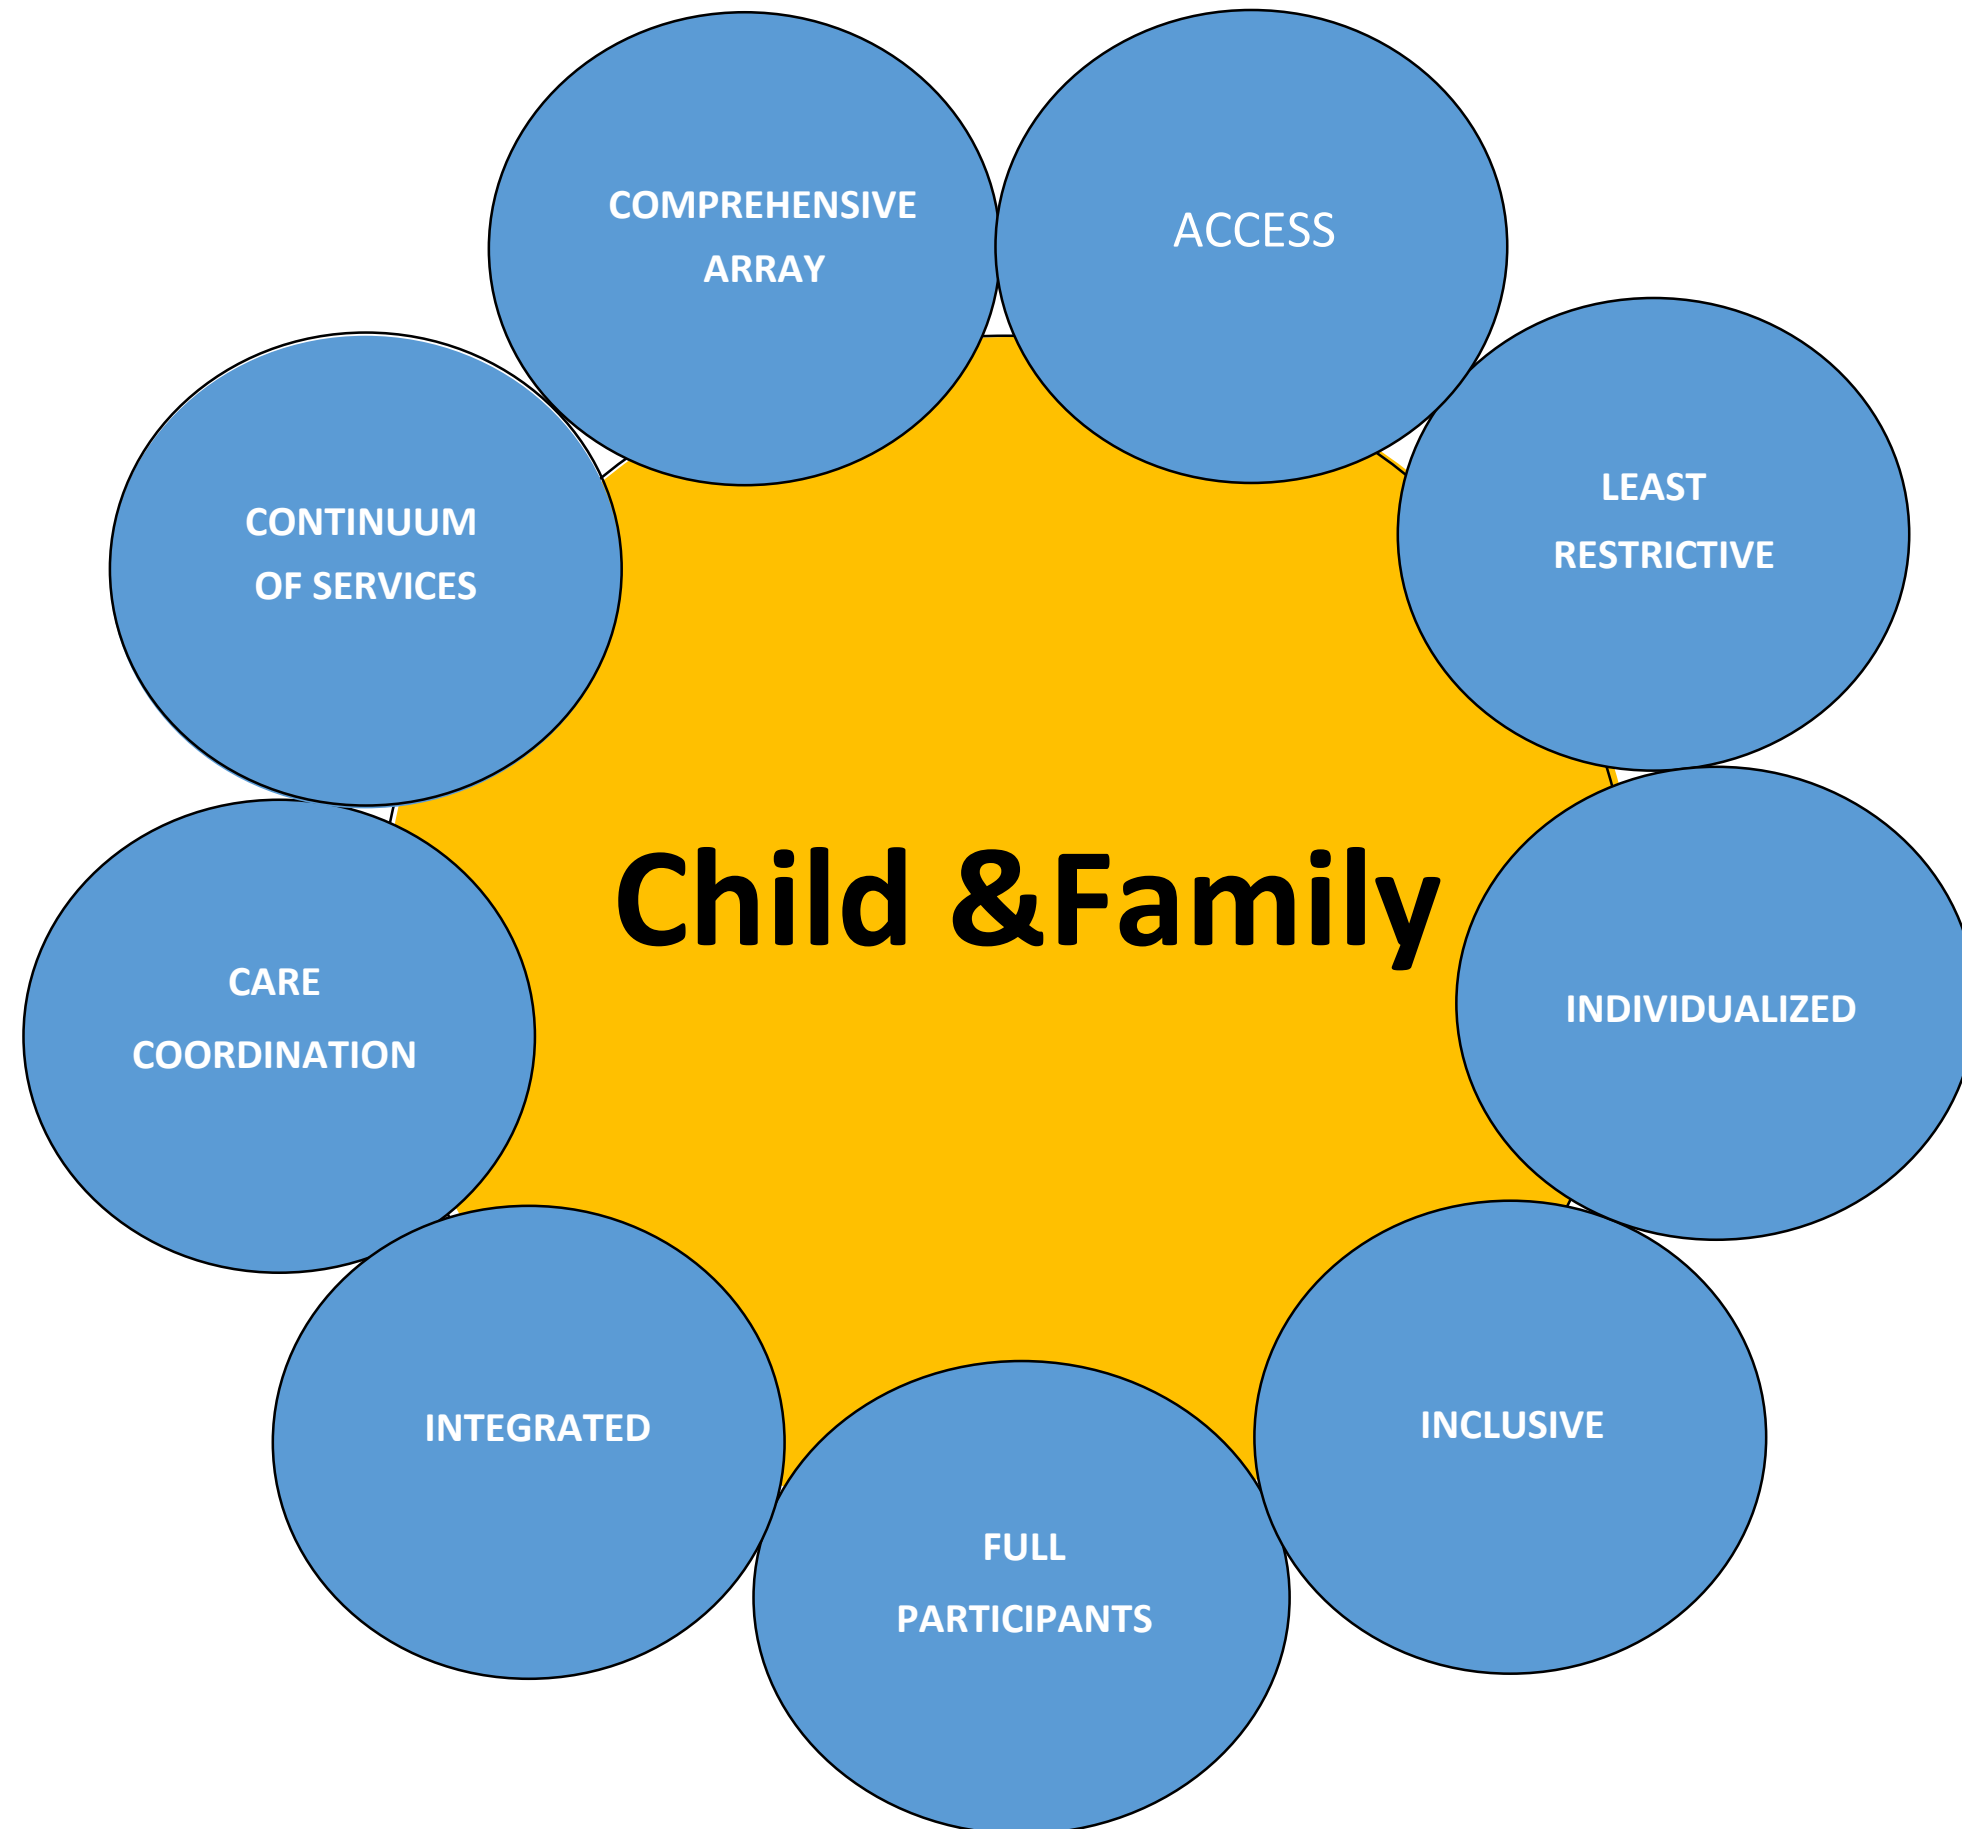 COMPREHENSIVE
ARRAY
ACCESS
LEAST
RESTRICTIVE
CONTINUUM
OF SERVICES
Child &Family
CARE
COORDINATION
INDIVIDUALIZED
INTEGRATED
INCLUSIVE
FULL
PARTICIPANTS